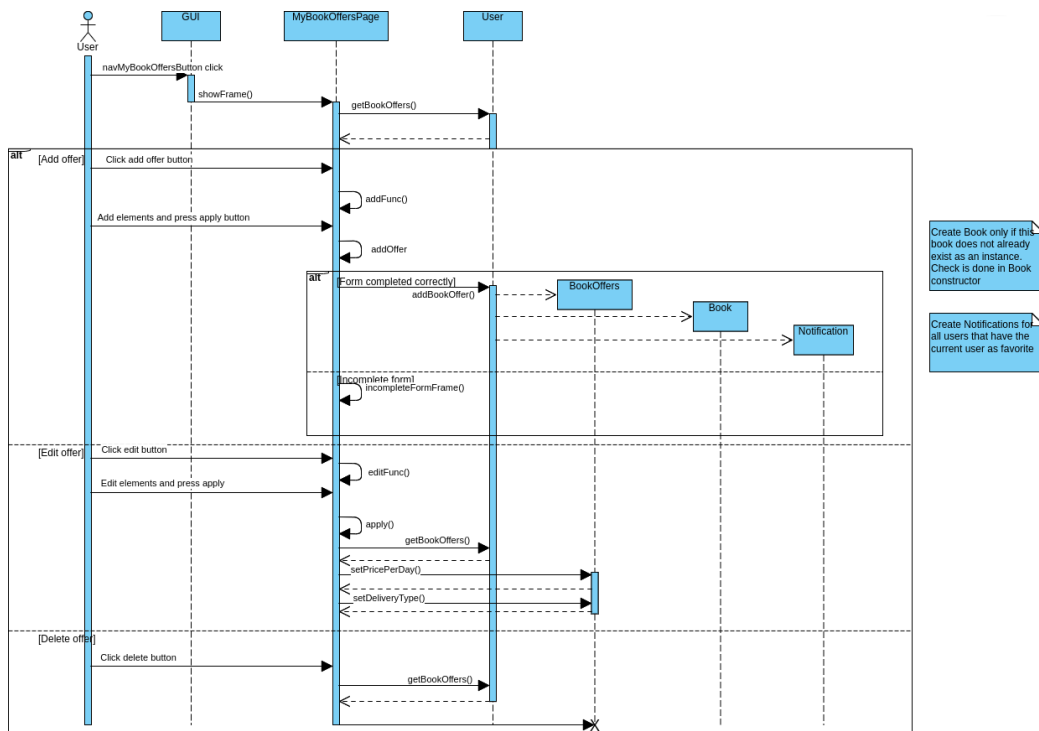 GUI
MyBookOffersPage
User
User
navMyBookOffersButton click
showFrame()
getBookOffers()
alt
[Add offer]
Click add offer button
addFunc()
Add elements and press apply button
addOffer
alt
[Form completed correctly]
addBookOffer()
BookOffers
Book
Notification
Create Book only if this
book does not already
exist as an instance.
Check is done in Book
constructor
Create Notifications for
all users that have the
current user as favorite
[Incomplete form]
incompleteFormFrame()
[Edit offer]
Click edit button
editFunc()
Edit elements and press apply
apply()
getBookOffers()
setPricePerDay()
setDeliveryType()
[Delete offer]
Click delete button
getBookOffers()